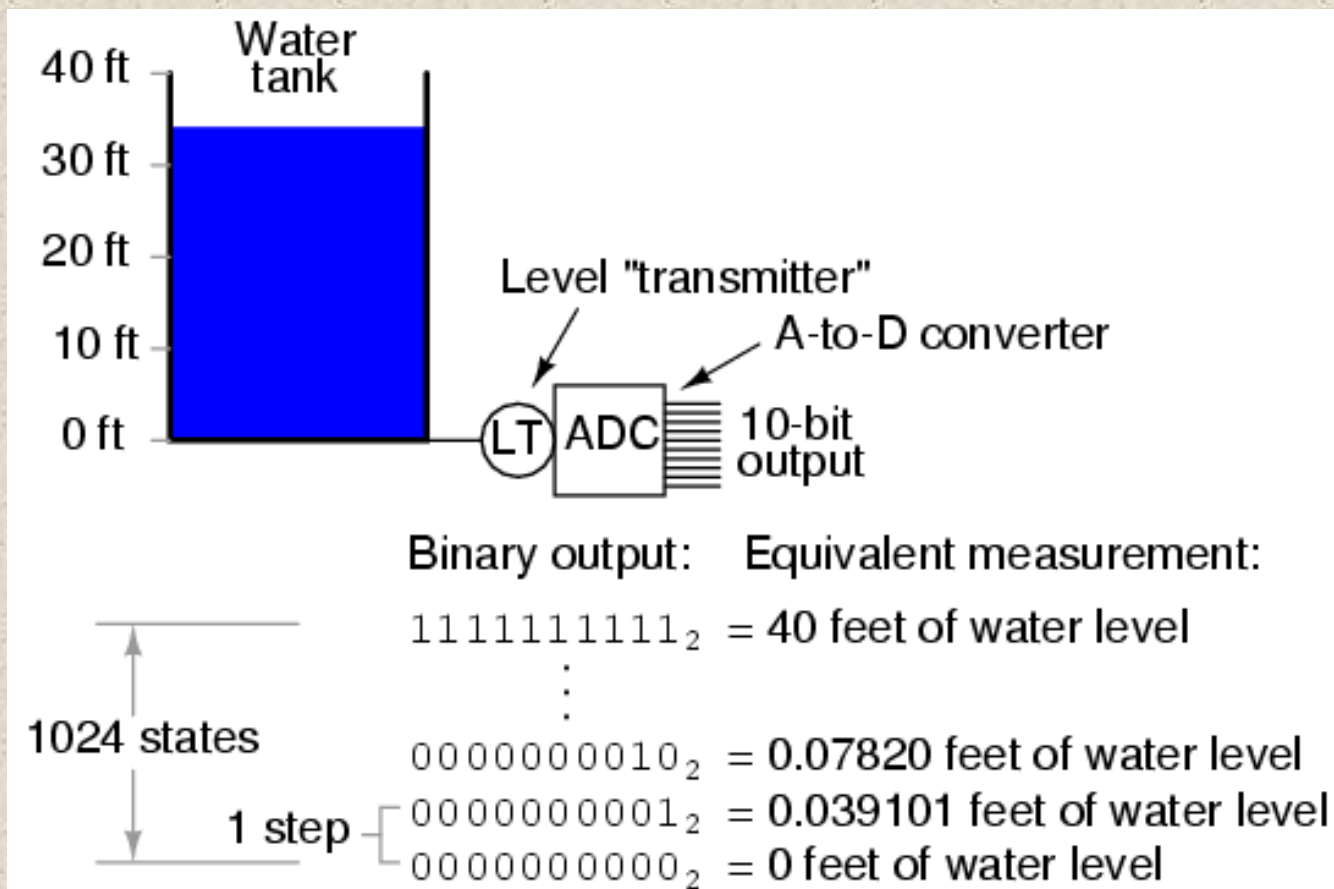 Water
tank
40 ft
30 ft
20 ft
10 ft
0 ft
Level "transmitter"
A-to-D converter
LT
ADC
10-bit
output
Binary output: Equivalent measurement:
1111111111₂ = 40 feet of water level
.
.
.
1024 states
0000000010₂ = 0.07820 feet of water level
1 step
0000000001₂ = 0.039101 feet of water level
0000000000₂ = 0 feet of water level